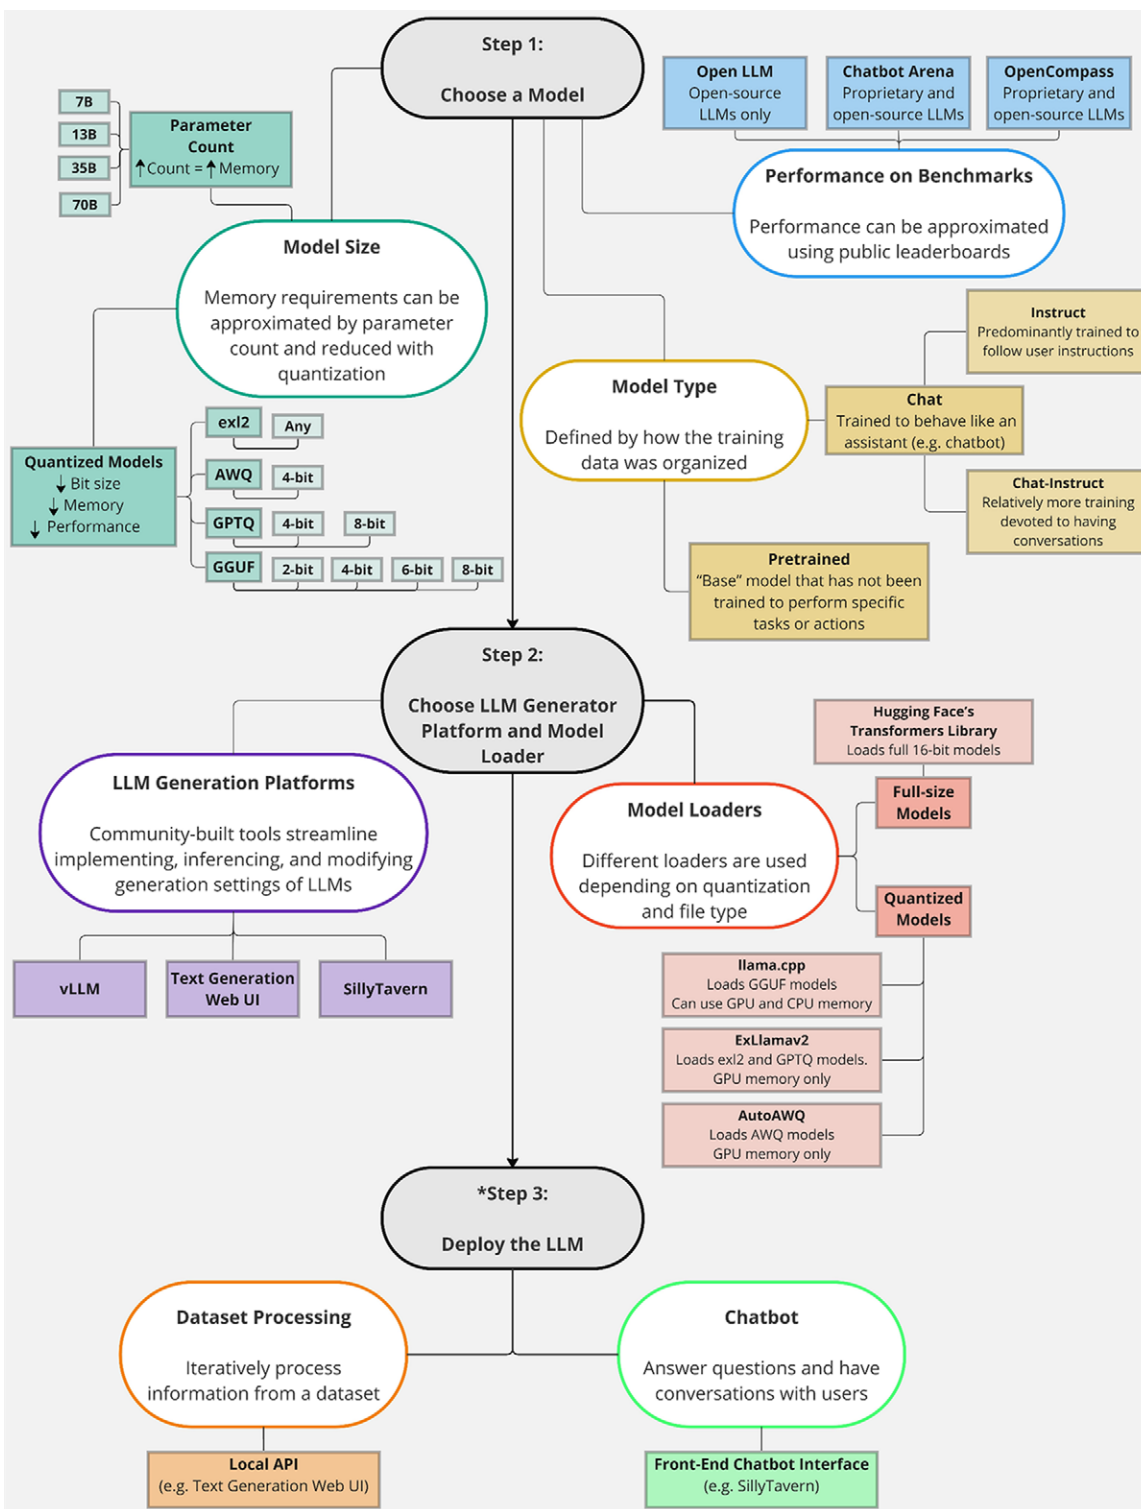 Step 1:
Choose a Model
7B
13B
35B
70B
Parameter
Count
↑Count = ↑ Memory
Model Size
Memory requirements can be
approximated by parameter
count and reduced with
quantization
Quantized Models
↓ Bit size
↓ Memory
↓ Performance
exl2
Any
AWQ
4-bit
GPTQ
4-bit
8-bit
GGUF
2-bit
4-bit
6-bit
8-bit
Open LLM
Open-source
LLMs only
Chatbot Arena
Proprietary and
open-source LLMs
OpenCompass
Proprietary and
open-source LLMs
Performance on Benchmarks
Performance can be approximated
using public leaderboards
Model Type
Defined by how the training
data was organized
Instruct
Predominantly trained to
follow user instructions
Chat
Trained to behave like an
assistant (e.g. chatbot)
Chat-Instruct
Relatively more training
devoted to having
conversations
Pretrained
“Base” model that has not been
trained to perform specific
tasks or actions
Step 2:
Choose LLM Generator
Platform and Model
Loader
LLM Generation Platforms
Community-built tools streamline
implementing, inferencing, and modifying
generation settings of LLMs
vLLM
Text Generation
Web UI
SillyTavern
Model Loaders
Different loaders are used
depending on quantization
and file type
Hugging Face’s
Transformers Library
Loads full 16-bit models
Full-size
Models
Quantized
Models
llama.cpp
Loads GGUF models
Can use GPU and CPU memory
ExLlamav2
Loads exl2 and GPTQ models.
GPU memory only
AutoAWQ
Loads AWQ models
GPU memory only
*Step 3:
Deploy the LLM
Dataset Processing
Iteratively process
information from a dataset
Local API
(e.g. Text Generation Web UI)
Chatbot
Answer questions and have
conversations with users
Front-End Chatbot Interface
(e.g. SillyTavern)